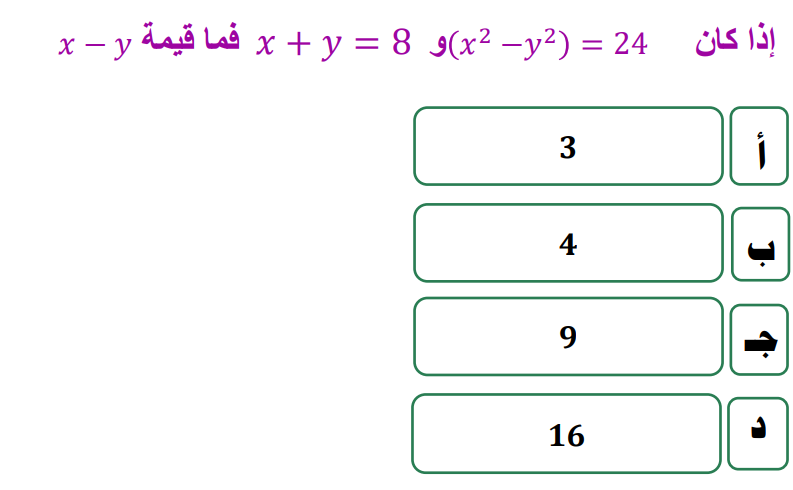 إذا كان (x² − y²) = 24 و x + y = 8 فما قيمة x − y
أ 3
ب 4
جـ 9
د 16